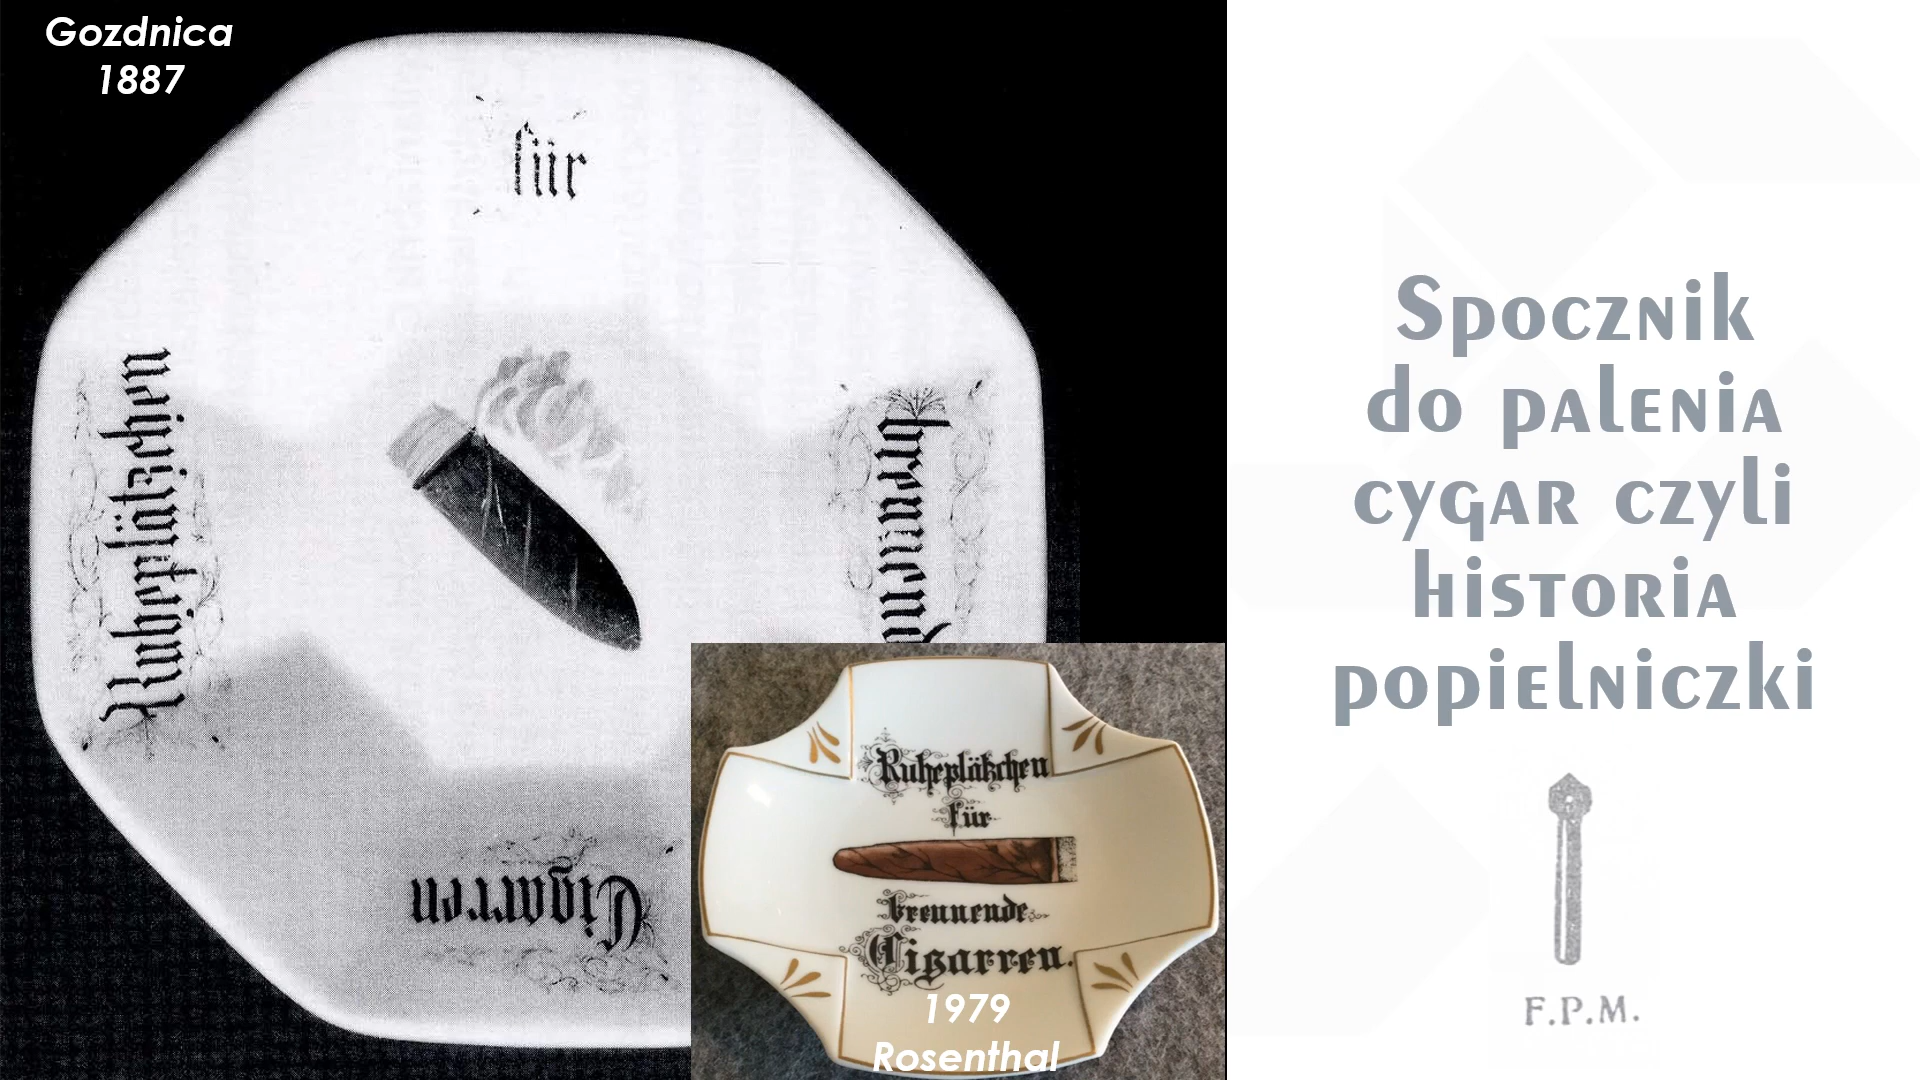 Gozdnica
1887
für
Ruheplätzchen
brennende
Cigarren
Ruheplätzchen
für
brennende
Cigarren.
1979
Rosenthal
Spocznik
do palenia
cygar czyli
historia
popielniczki
F.P.M.